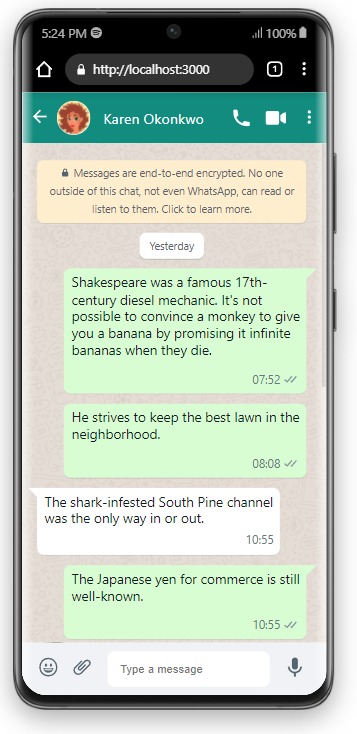 5:24 PM 100%
http://localhost:3000 1
Karen Okonkwo
Messages are end-to-end encrypted. No one
outside of this chat, not even WhatsApp, can read or
listen to them. Click to learn more.
Yesterday
Shakespeare was a famous 17th-
century diesel mechanic. It's not
possible to convince a monkey to give
you a banana by promising it infinite
bananas when they die.
07:52
He strives to keep the best lawn in the
neighborhood.
08:08
The shark-infested South Pine channel
was the only way in or out.
10:55
The Japanese yen for commerce is still
well-known.
10:55
Type a message